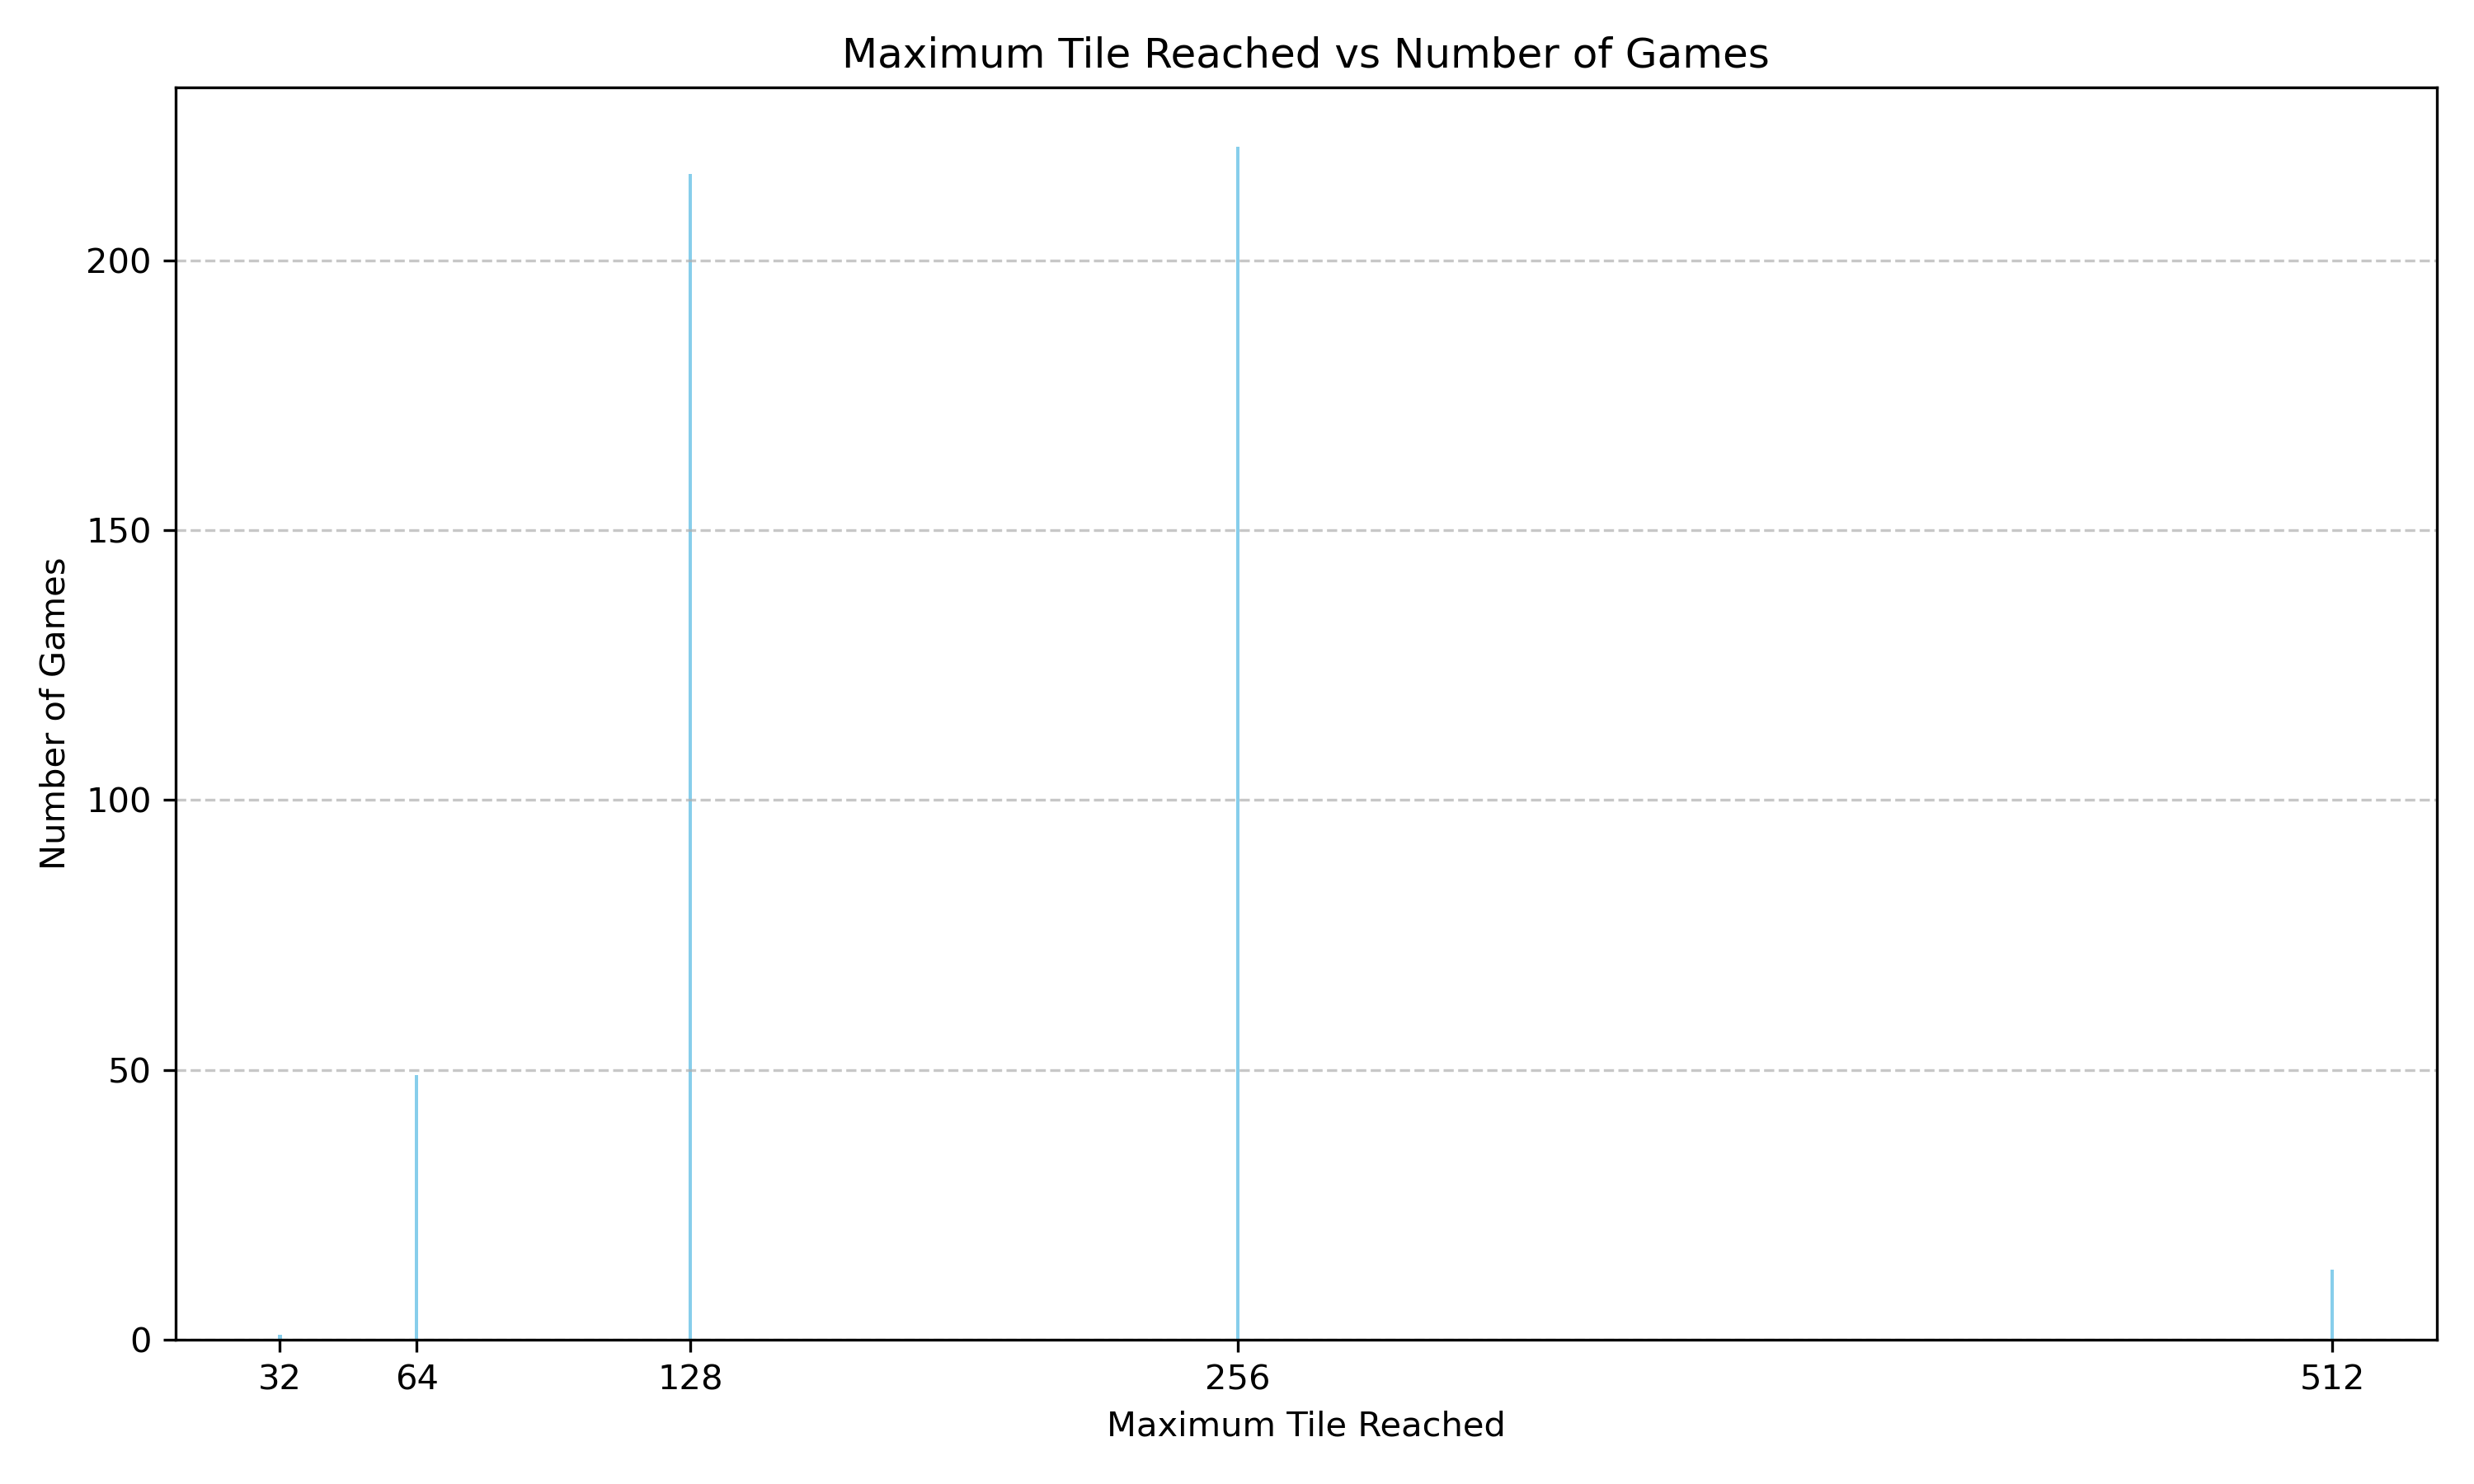 Maximum Tile Reached vs Number of Games
Number of Games
200
150
100
50
0
32 64 128 256 512
Maximum Tile Reached